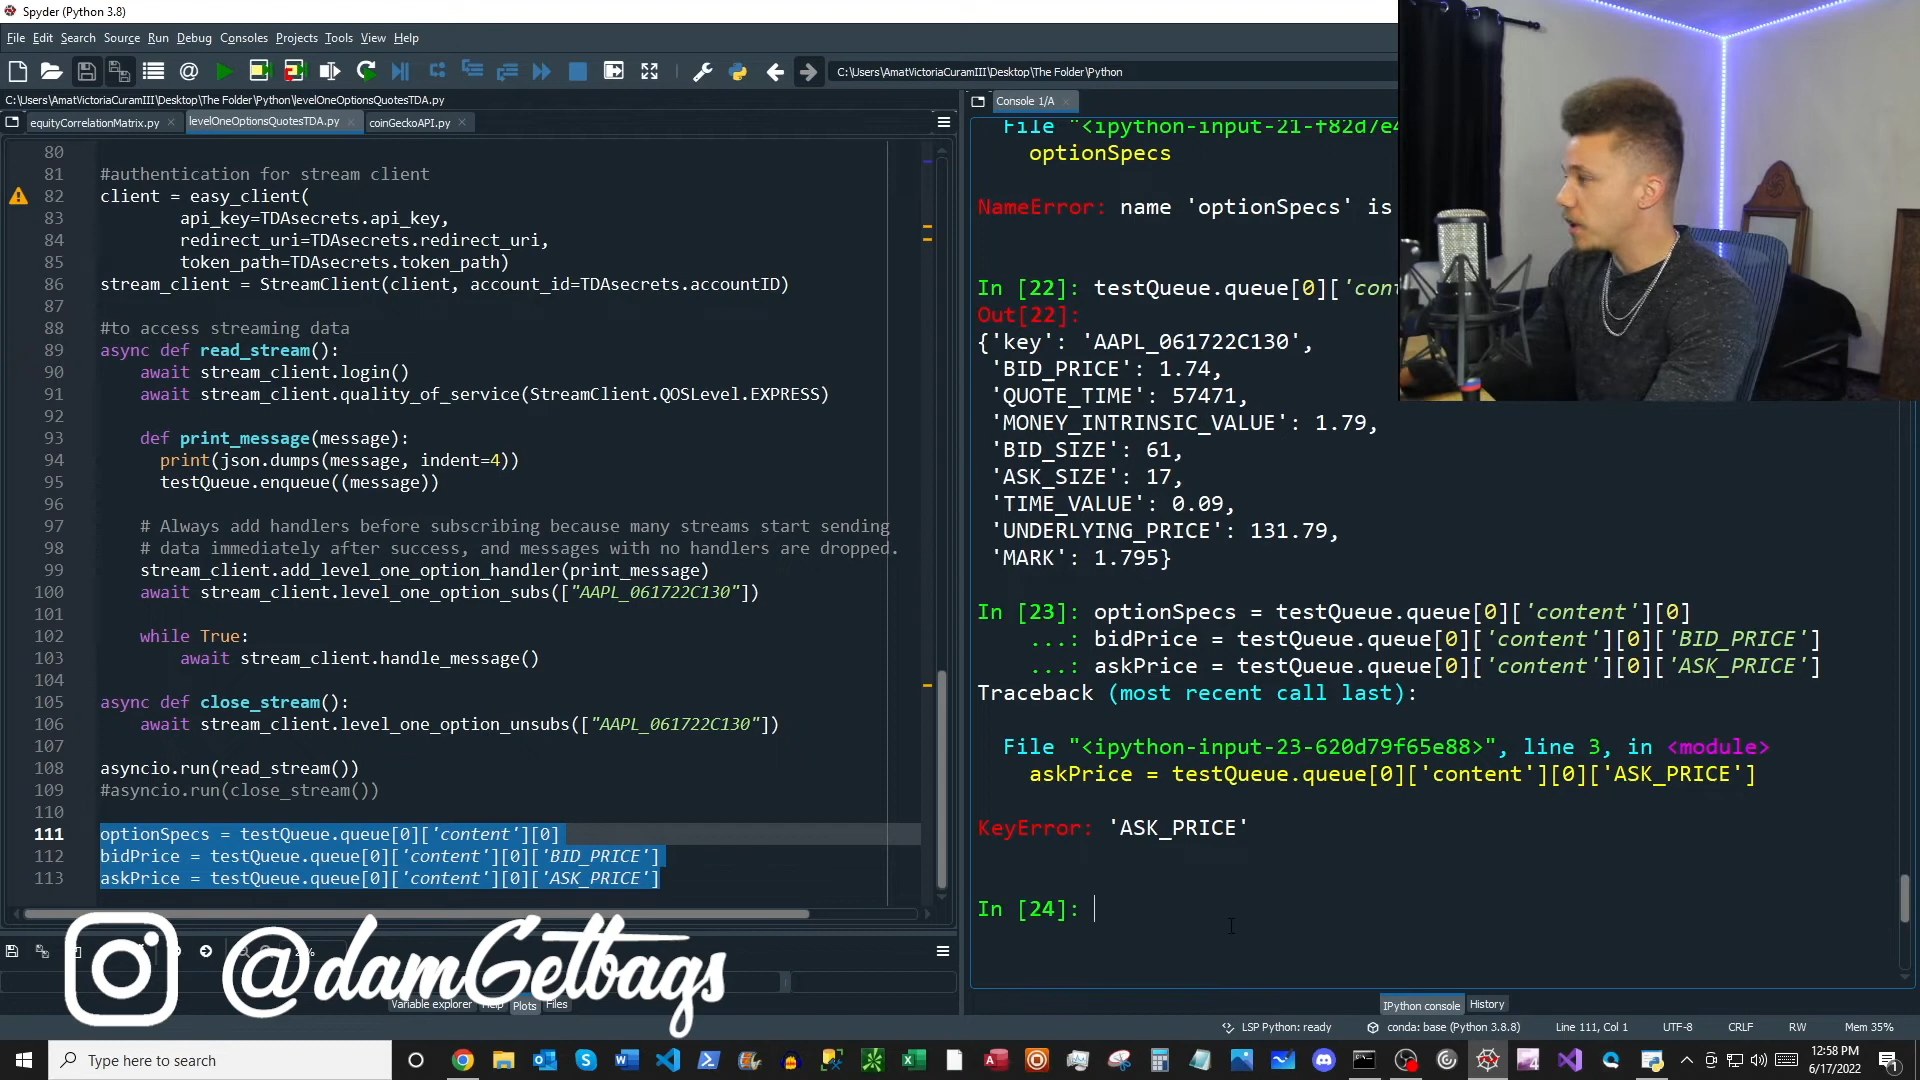 Spyder (Python 3.8)
File Edit Search Source Run Debug Consoles Projects Tools View Help
C:\Users\AmatVictoriaCuramIII\Desktop\The Folder\Python
C:\Users\AmatVictoriaCuramIII\Desktop\The Folder\Python\levelOneOptionsQuotesTDA.py
equityCorrelationMatrix.py levelOneOptionsQuotesTDA.py coinGeckoAPI.py
80
81 #authentication for stream client
82 client = easy_client(
83 api_key=TDAsecrets.api_key,
84 redirect_uri=TDAsecrets.redirect_uri,
85 token_path=TDAsecrets.token_path)
86 stream_client = StreamClient(client, account_id=TDAsecrets.accountID)
87
88 #to access streaming data
89 async def read_stream():
90 await stream_client.login()
91 await stream_client.quality_of_service(StreamClient.QOSLevel.EXPRESS)
92
93 def print_message(message):
94 print(json.dumps(message, indent=4))
95 testQueue.enqueue((message))
96
97 # Always add handlers before subscribing because many streams start sending
98 # data immediately after success, and messages with no handlers are dropped.
99 stream_client.add_level_one_option_handler(print_message)
100 await stream_client.level_one_option_subs(["AAPL_061722C130"])
101
102 while True:
103 await stream_client.handle_message()
104
105 async def close_stream():
106 await stream_client.level_one_option_unsubs(["AAPL_061722C130"])
107
108 asyncio.run(read_stream())
109 #asyncio.run(close_stream())
110
111 optionSpecs = testQueue.queue[0]['content'][0]
112 bidPrice = testQueue.queue[0]['content'][0]['BID_PRICE']
113 askPrice = testQueue.queue[0]['content'][0]['ASK_PRICE']
@damGetbags
Variable explorer Help Plots Files
Console 1/A
File "<ipython-input-21-f82d7e4
optionSpecs
NameError: name 'optionSpecs' is
In [22]: testQueue.queue[0]['cont
Out[22]:
{'key': 'AAPL_061722C130',
'BID_PRICE': 1.74,
'QUOTE_TIME': 57471,
'MONEY_INTRINSIC_VALUE': 1.79,
'BID_SIZE': 61,
'ASK_SIZE': 17,
'TIME_VALUE': 0.09,
'UNDERLYING_PRICE': 131.79,
'MARK': 1.795}
In [23]: optionSpecs = testQueue.queue[0]['content'][0]
...: bidPrice = testQueue.queue[0]['content'][0]['BID_PRICE']
...: askPrice = testQueue.queue[0]['content'][0]['ASK_PRICE']
Traceback (most recent call last):
File "<ipython-input-23-620d79f65e88>", line 3, in <module>
askPrice = testQueue.queue[0]['content'][0]['ASK_PRICE']
KeyError: 'ASK_PRICE'
In [24]:
IPython console History
LSP Python: ready conda: base (Python 3.8.8) Line 111, Col 1 UTF-8 CRLF RW Mem 35%
Type here to search
12:58 PM
6/17/2022